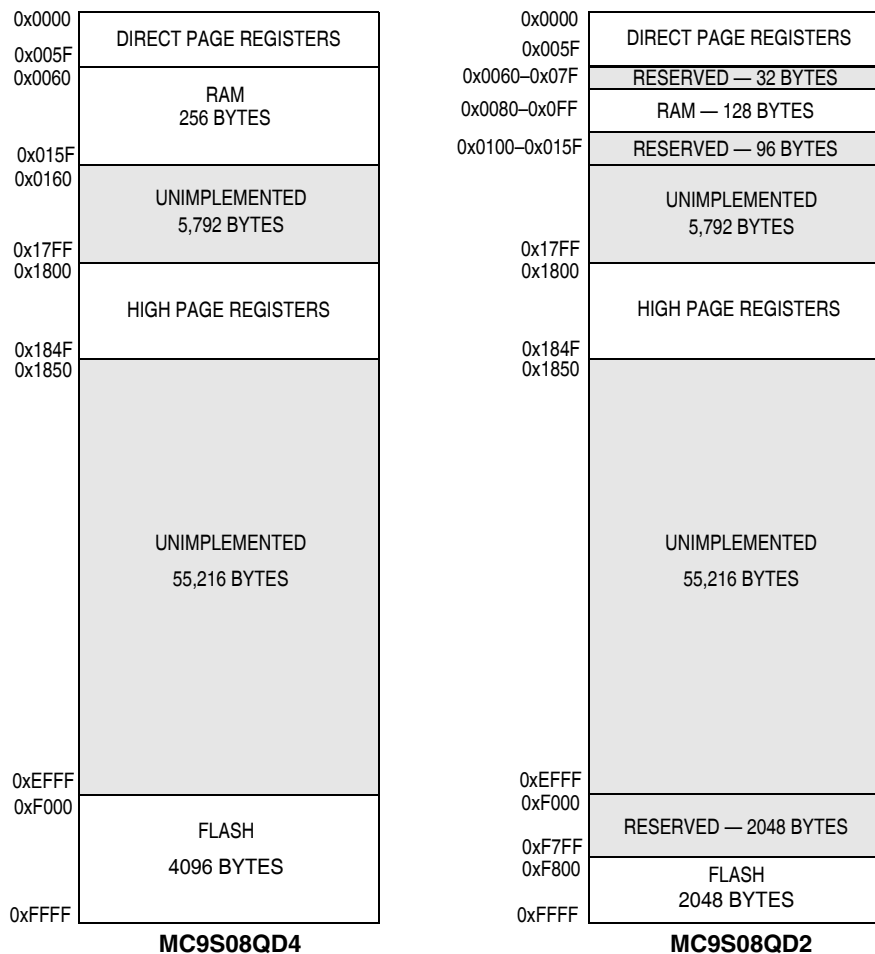 0x0000
DIRECT PAGE REGISTERS
0x005F
0x0060
RAM
256 BYTES
0x015F
0x0160
UNIMPLEMENTED
5,792 BYTES
0x17FF
0x1800
HIGH PAGE REGISTERS
0x184F
0x1850
UNIMPLEMENTED
55,216 BYTES
0xEFFF
0xF000
FLASH
4096 BYTES
0xFFFF
MC9S08QD4
0x0000
DIRECT PAGE REGISTERS
0x005F
0x0060–0x07F
RESERVED — 32 BYTES
0x0080–0x0FF
RAM — 128 BYTES
0x0100–0x015F
RESERVED — 96 BYTES
UNIMPLEMENTED
5,792 BYTES
0x17FF
0x1800
HIGH PAGE REGISTERS
0x184F
0x1850
UNIMPLEMENTED
55,216 BYTES
0xEFFF
0xF000
RESERVED — 2048 BYTES
0xF7FF
0xF800
FLASH
2048 BYTES
0xFFFF
MC9S08QD2